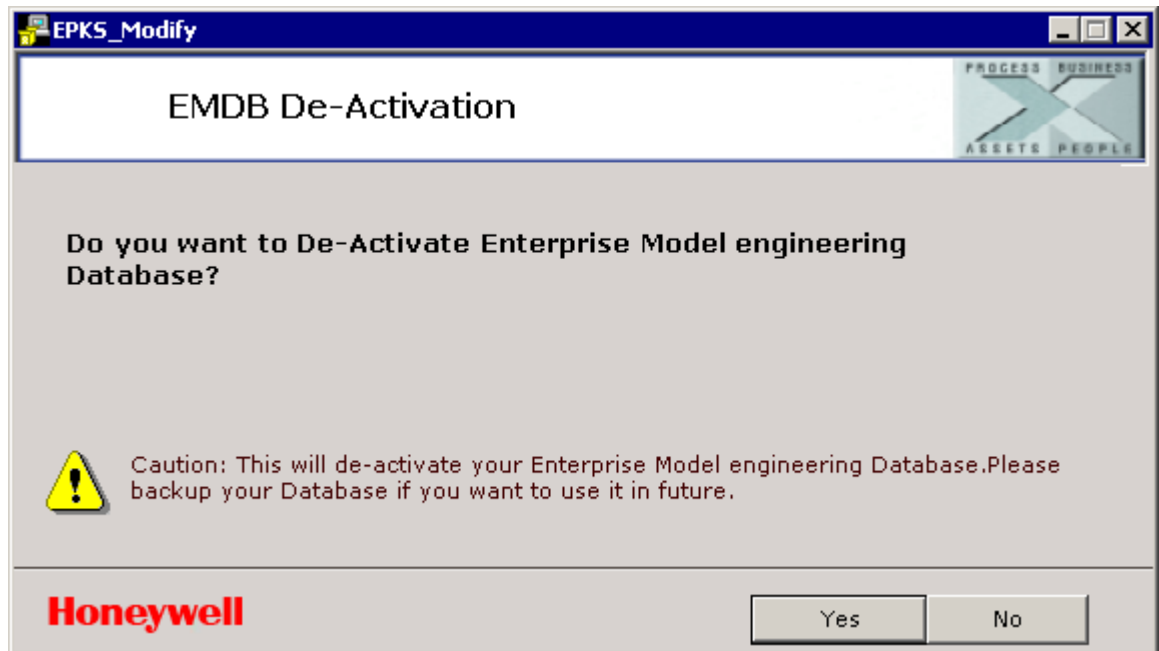 EPKS_Modify
EMDB De-Activation
PROCESS BUSINESS
ASSETS PEOPLE
Do you want to De-Activate Enterprise Model engineering
Database?
Caution: This will de-activate your Enterprise Model engineering Database.Please
backup your Database if you want to use it in future.
Honeywell
Yes No